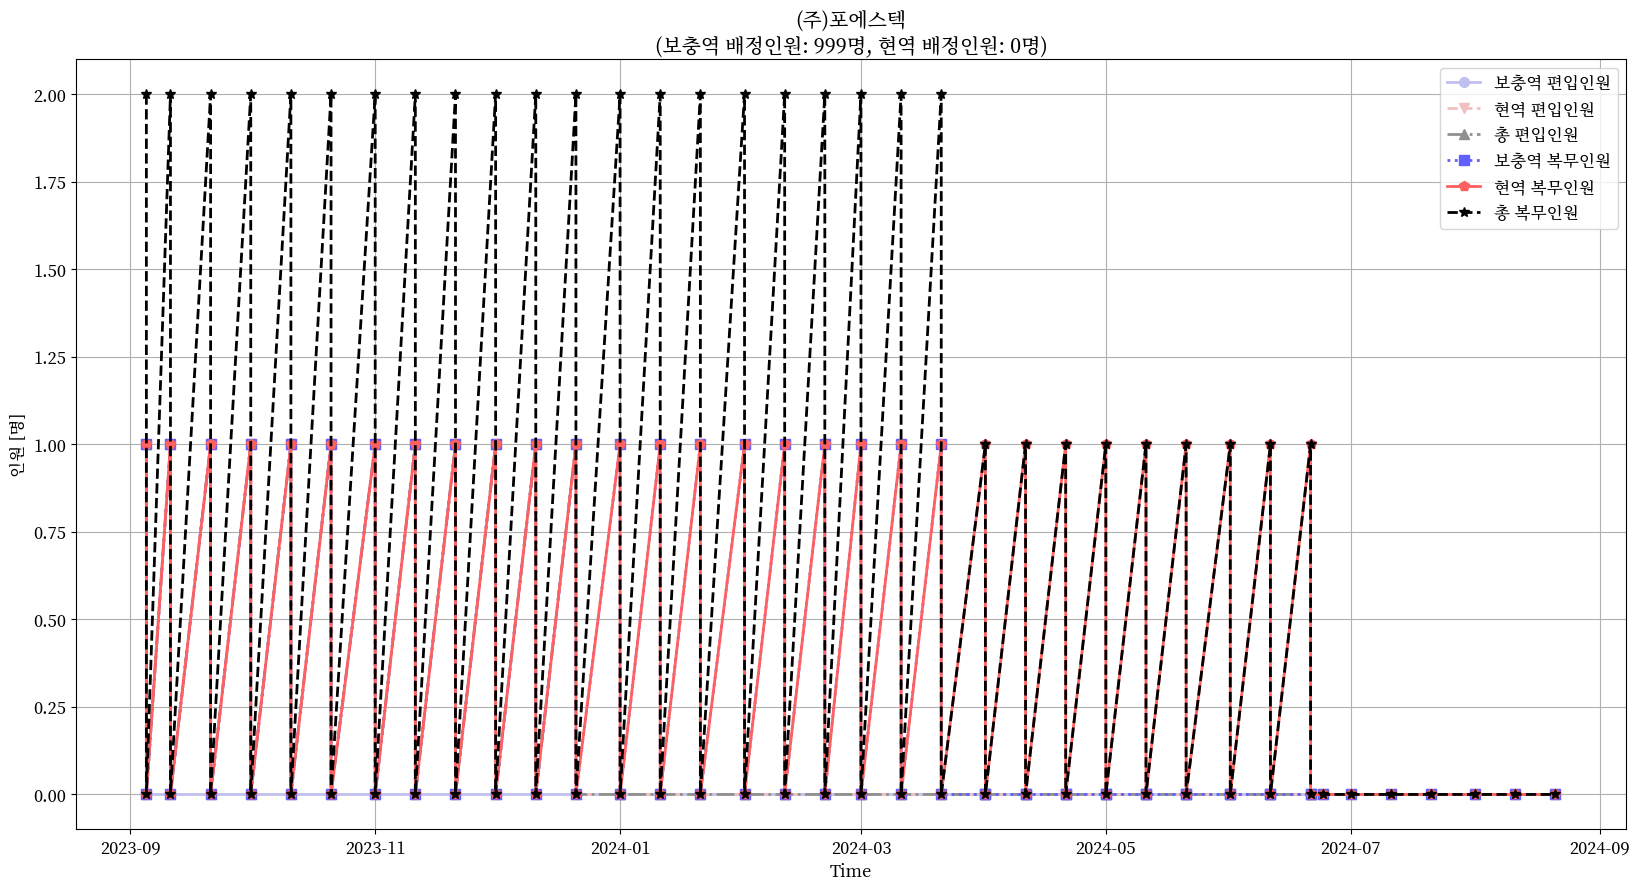 (주)포에스텍
(보충역 배정인원: 999명, 현역 배정인원: 0명)
보충역 편입인원
현역 편입인원
총 편입인원
보충역 복무인원
현역 복무인원
총 복무인원
인원 [명]
2.00
1.75
1.50
1.25
1.00
0.75
0.50
0.25
0.00
2023-09
2023-11
2024-01
2024-03
2024-05
2024-07
2024-09
Time